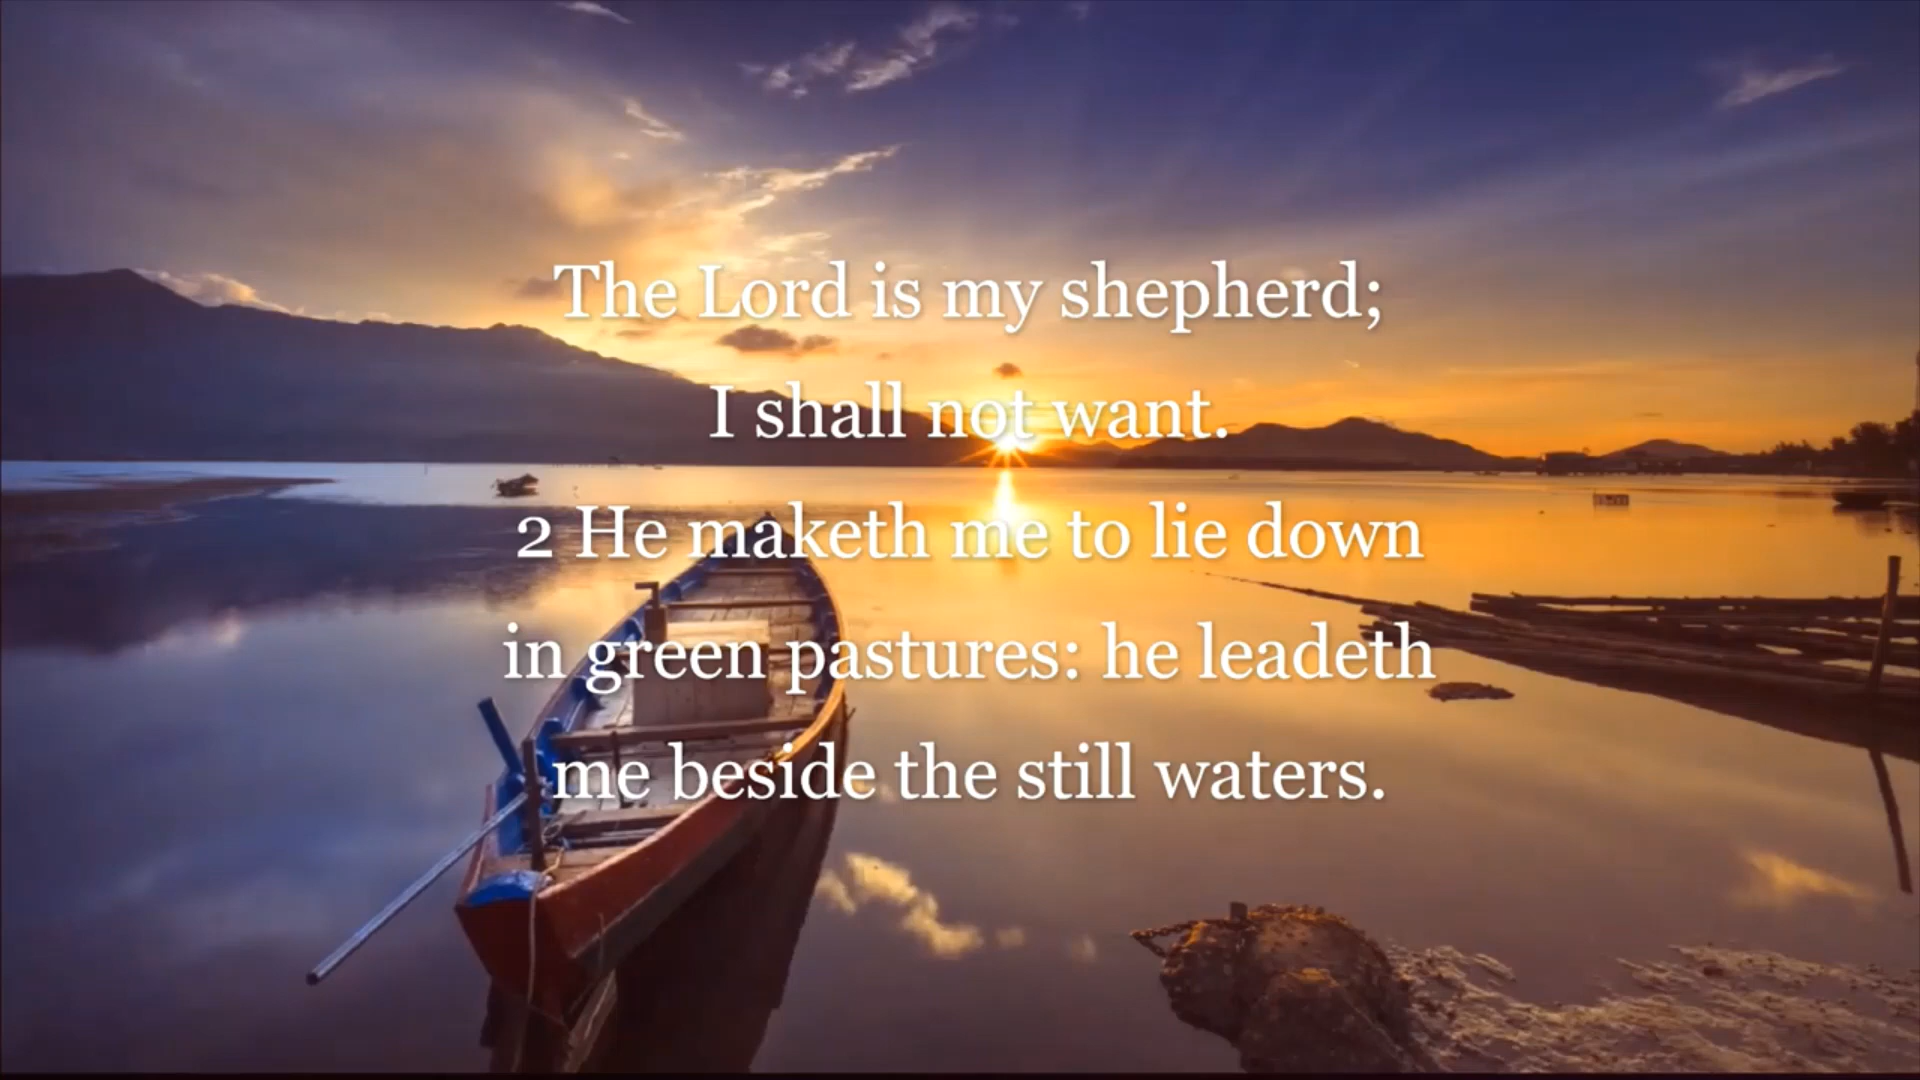 The Lord is my shepherd;
I shall not want.
2 He maketh me to lie down
in green pastures: he leadeth
me beside the still waters.